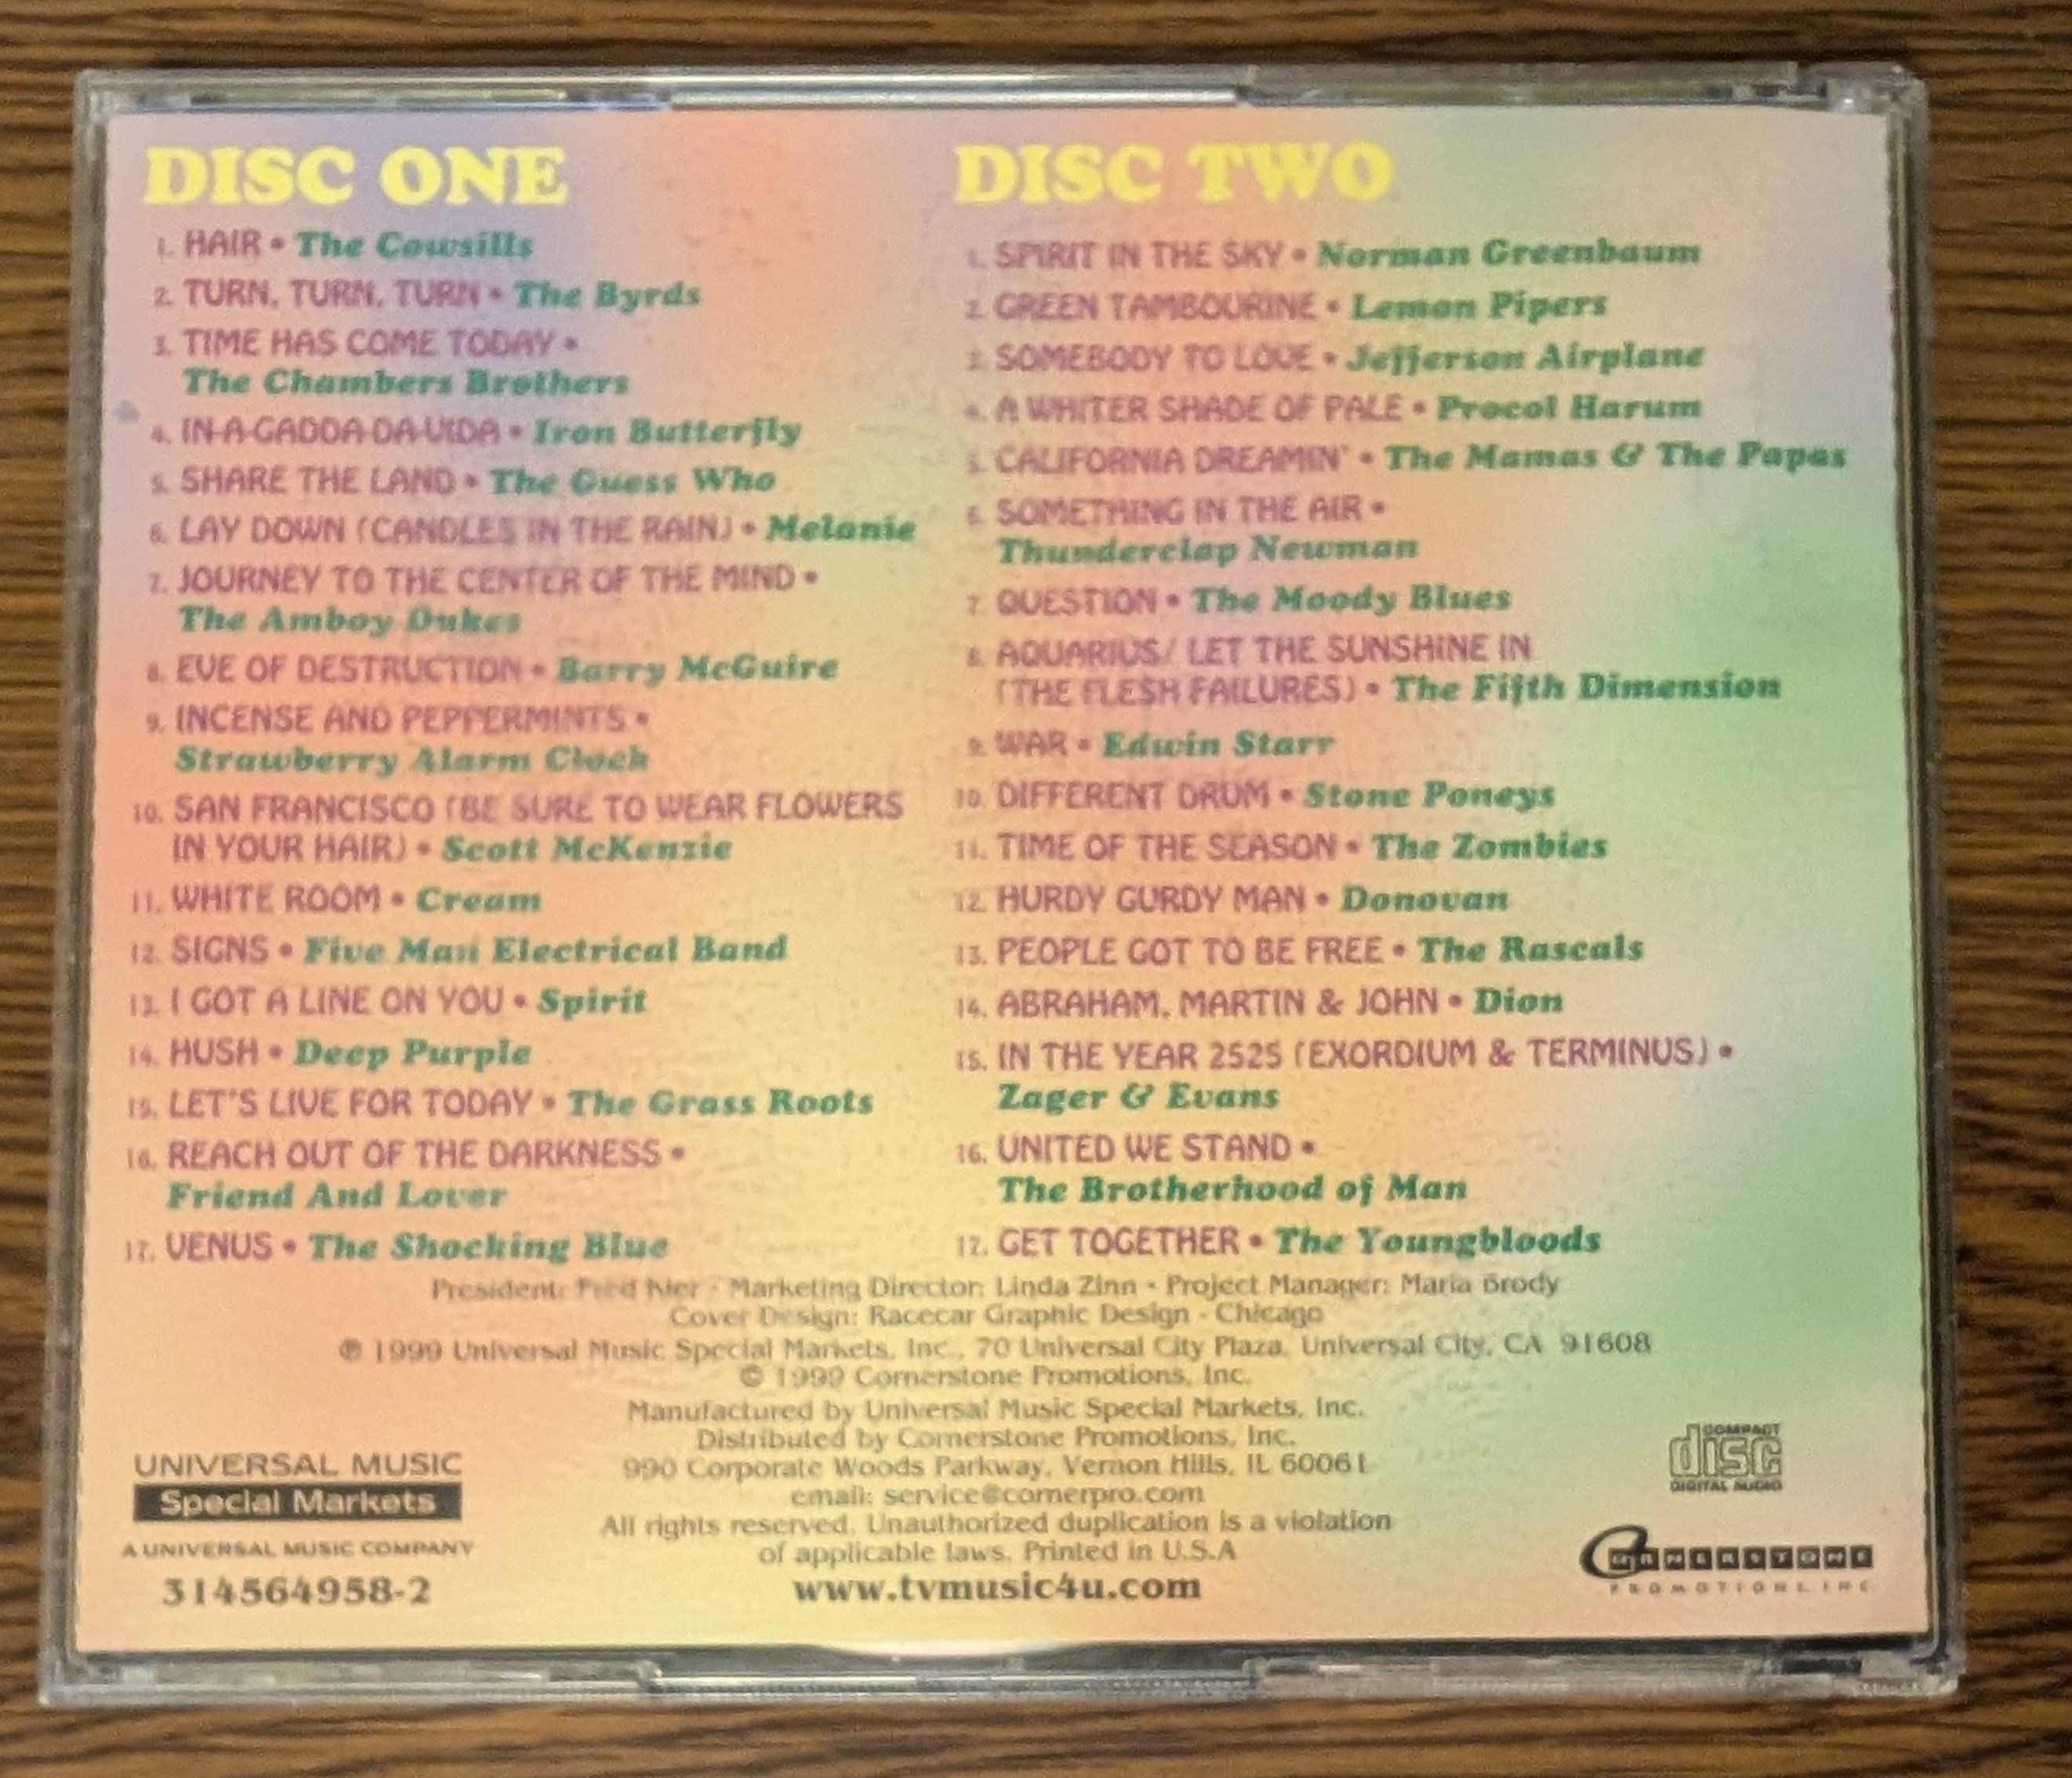 DISC ONE
1. HAIR • The Cowsills
2. TURN, TURN, TURN • The Byrds
3. TIME HAS COME TODAY •
The Chambers Brothers
4. IN-A-GADDA-DA-VIDA • Iron Butterfly
5. SHARE THE LAND • The Guess Who
6. LAY DOWN (CANDLES IN THE RAIN) • Melanie
7. JOURNEY TO THE CENTER OF THE MIND •
The Amboy Dukes
8. EVE OF DESTRUCTION • Barry McGuire
9. INCENSE AND PEPPERMINTS •
Strawberry Alarm Clock
10. SAN FRANCISCO (BE SURE TO WEAR FLOWERS
IN YOUR HAIR) • Scott McKenzie
11. WHITE ROOM • Cream
12. SIGNS • Five Man Electrical Band
13. I GOT A LINE ON YOU • Spirit
14. HUSH • Deep Purple
15. LET'S LIVE FOR TODAY • The Grass Roots
16. REACH OUT OF THE DARKNESS •
Friend And Lover
17. VENUS • The Shocking Blue
DISC TWO
1. SPIRIT IN THE SKY • Norman Greenbaum
2. GREEN TAMBOURINE • Lemon Pipers
3. SOMEBODY TO LOVE • Jefferson Airplane
4. A WHITER SHADE OF PALE • Procol Harum
5. CALIFORNIA DREAMIN' • The Mamas & The Papas
6. SOMETHING IN THE AIR •
Thunderclap Newman
7. QUESTION • The Moody Blues
8. AQUARIUS/ LET THE SUNSHINE IN
(THE FLESH FAILURES) • The Fifth Dimension
9. WAR • Edwin Starr
10. DIFFERENT DRUM • Stone Poneys
11. TIME OF THE SEASON • The Zombies
12. HURDY GURDY MAN • Donovan
13. PEOPLE GOT TO BE FREE • The Rascals
14. ABRAHAM, MARTIN & JOHN • Dion
15. IN THE YEAR 2525 (EXORDIUM & TERMINUS) •
Zager & Evans
16. UNITED WE STAND •
The Brotherhood of Man
17. GET TOGETHER • The Youngbloods
President: Fred • Marketing Director: Linda Zinn • Project Manager: Maria Brody
Cover Design: Racecar Graphic Design - Chicago
℗ 1999 Universal Music Special Markets, Inc., 70 Universal City Plaza, Universal City, CA 91608
© 1999 Cornerstone Promotions, Inc.
Manufactured by Universal Music Special Markets, Inc.
Distributed by Cornerstone Promotions, Inc.
990 Corporate Woods Parkway, Vernon Hills, IL 60061
email: service@cornerpro.com
All rights reserved. Unauthorized duplication is a violation
of applicable laws. Printed in U.S.A
www.tvmusic4u.com
UNIVERSAL MUSIC
Special Markets
A UNIVERSAL MUSIC COMPANY
314564958-2
COMPACT
disc
DIGITAL AUDIO
CORNERSTONE
PROMOTIONS, INC.